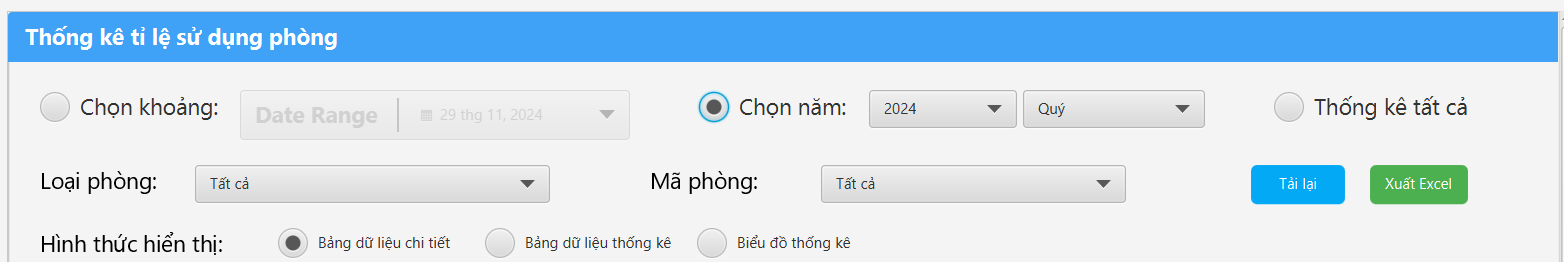 Thống kê tỉ lệ sử dụng phòng
Chọn khoảng: Date Range 29 thg 11, 2024 Chọn năm: 2024 Quý Thống kê tất cả
Loại phòng: Tất cả Mã phòng: Tất cả Tải lại Xuất Excel
Hình thức hiển thị: Bảng dữ liệu chi tiết Bảng dữ liệu thống kê Biểu đồ thống kê